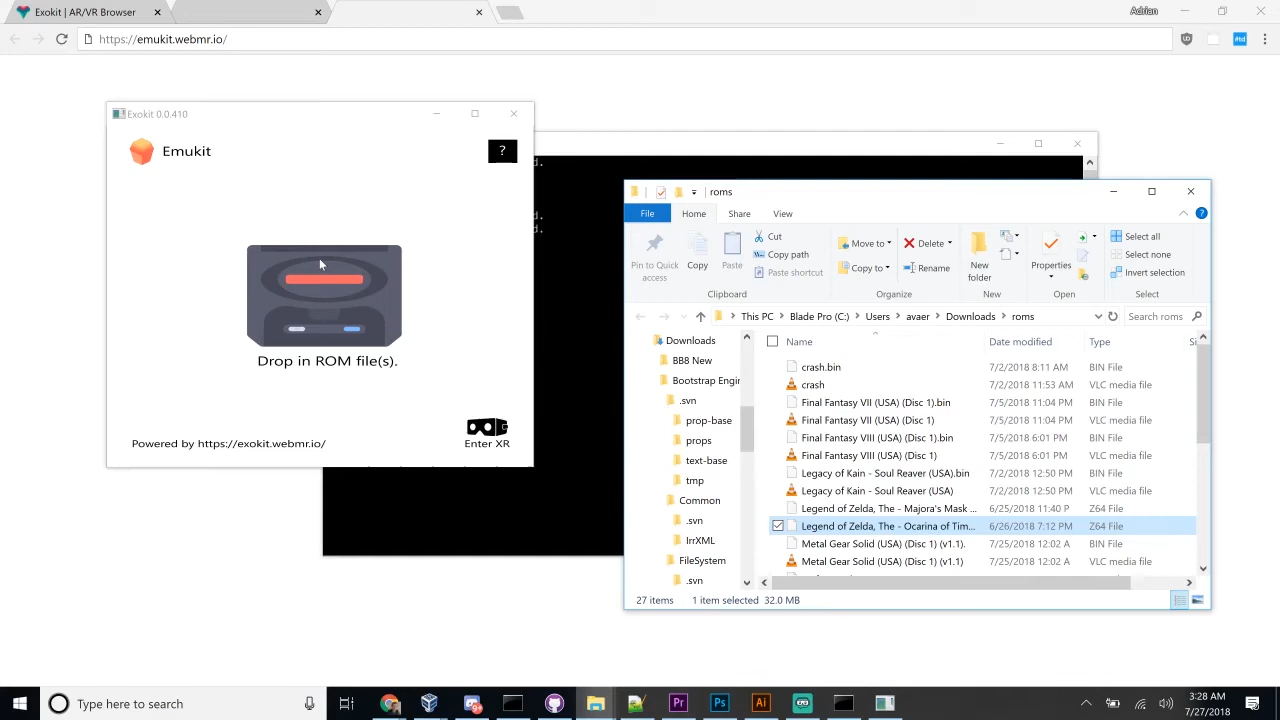 Exokit | AR/VR Browser
Adrian
https://emukit.webmr.io/
Exokit 0.0.410
Emukit
?
Drop in ROM file(s).
Powered by https://exokit.webmr.io/
Enter XR
d.
d.
d.
roms
File
Home
Share
View
Pin to Quick access
Copy
Paste
Cut
Copy path
Paste shortcut
Clipboard
Move to
Copy to
Delete
Rename
Organize
New folder
New
Properties
Open
Select all
Select none
Invert selection
Select
This PC
Blade Pro (C:)
Users
avaer
Downloads
roms
Search roms
Downloads
BB8 New
Bootstrap Engir
.svn
prop-base
props
text-base
tmp
Common
.svn
IrrXML
FileSystem
.svn
Name Date modified Type Si
crash.bin 7/2/2018 8:11 AM BIN File
crash 7/2/2018 11:53 AM VLC media file
Final Fantasy VII (USA) (Disc 1).bin 7/5/2018 11:04 PM BIN File
Final Fantasy VII (USA) (Disc 1) 7/5/2018 11:04 PM VLC media file
Final Fantasy VIII (USA) (Disc 1).bin 7/5/2018 6:01 PM BIN File
Final Fantasy VIII (USA) (Disc 1) 7/5/2018 6:01 PM VLC media file
Legacy of Kain - Soul Reaver (USA).bin 7/2/2018 12:50 PM BIN File
Legacy of Kain - Soul Reaver (USA) 7/2/2018 12:50 PM VLC media file
Legend of Zelda, The - Majora's Mask ... 6/25/2018 11:40 P Z64 File
Legend of Zelda, The - Ocarina of Tim... 6/26/2018 7:12 PM Z64 File
Metal Gear Solid (USA) (Disc 1) (v1.1). 7/25/2018 12:02 A BIN File
Metal Gear Solid (USA) (Disc 1) (v1.1) 7/25/2018 12:02 A VLC media file
27 items 1 item selected 32.0 MB
Type here to search
Pr
Ps
Ai
3:28 AM
7/27/2018